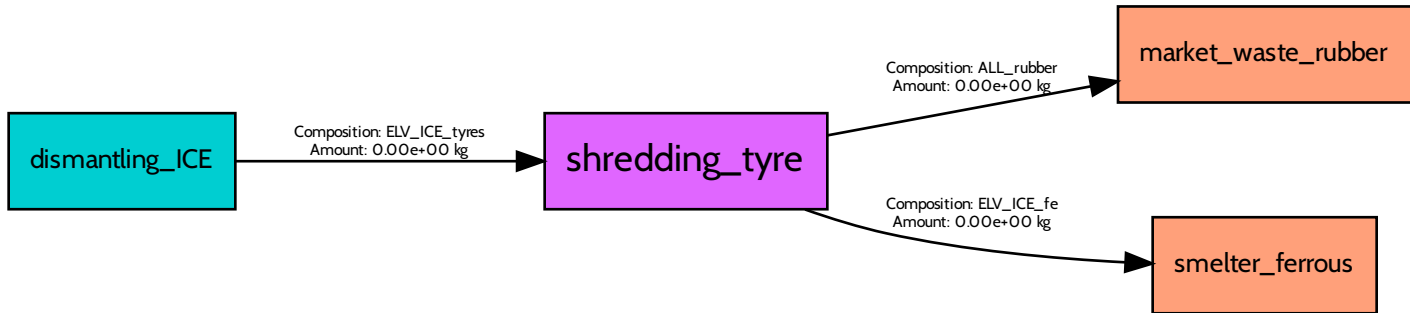 dismantling_ICE
Composition: ELV_ICE_tyres
Amount: 0.00e+00 kg
shredding_tyre
Composition: ALL_rubber
Amount: 0.00e+00 kg
market_waste_rubber
Composition: ELV_ICE_fe
Amount: 0.00e+00 kg
smelter_ferrous